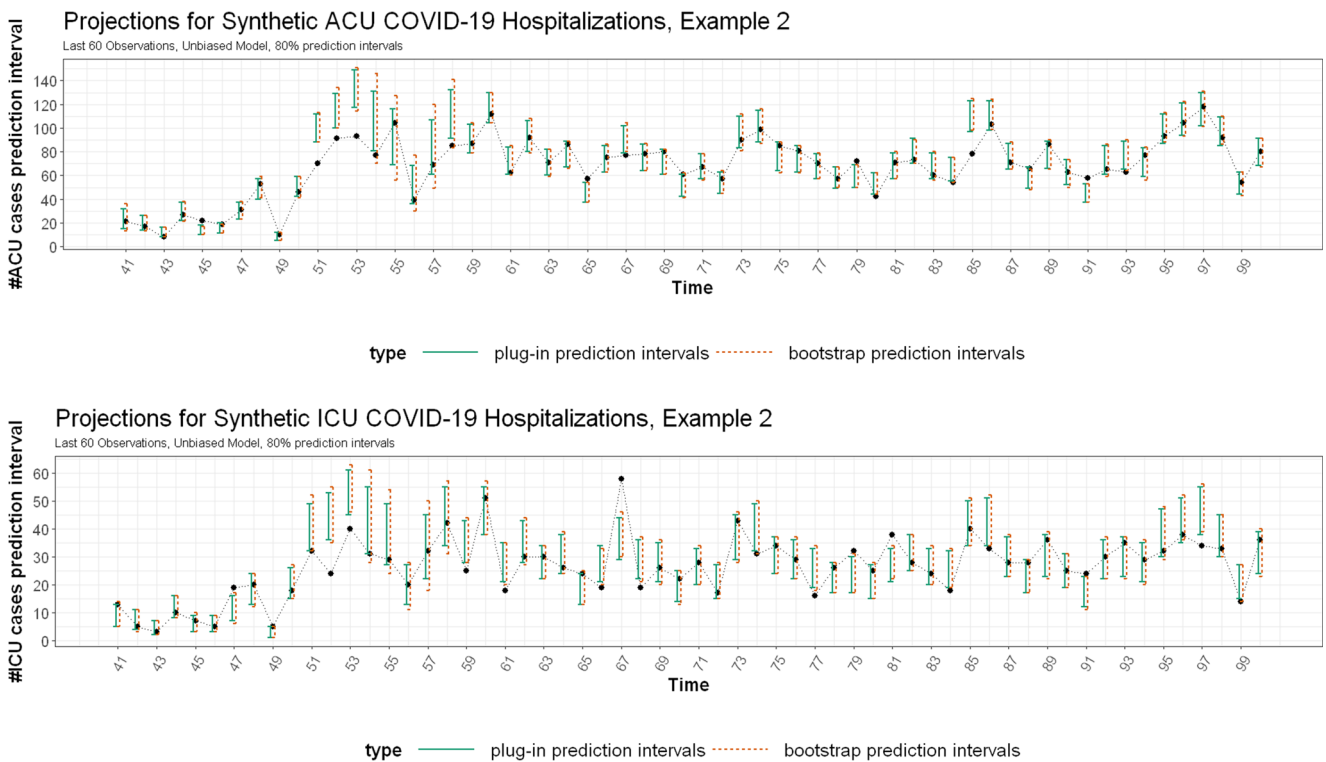 Projections for Synthetic ACU COVID-19 Hospitalizations, Example 2
Last 60 Observations, Unbiased Model, 80% prediction intervals
#ACU cases prediction interval
140
120
100
80
60
40
20
0
41 43 45 47 49 51 53 55 57 59 61 63 65 67 69 71 73 75 77 79 81 83 85 87 89 91 93 95 97 99
Time
type plug-in prediction intervals bootstrap prediction intervals
Projections for Synthetic ICU COVID-19 Hospitalizations, Example 2
Last 60 Observations, Unbiased Model, 80% prediction intervals
#ICU cases prediction interval
60
50
40
30
20
10
0
41 43 45 47 49 51 53 55 57 59 61 63 65 67 69 71 73 75 77 79 81 83 85 87 89 91 93 95 97 99
Time
type plug-in prediction intervals bootstrap prediction intervals